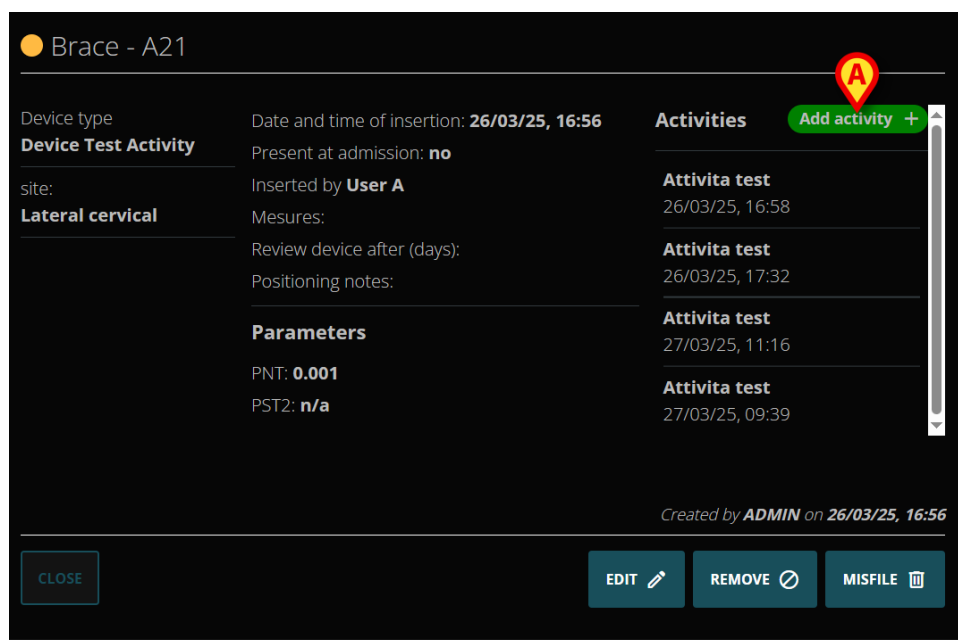 Brace - A21
A
Device type
Device Test Activity
site:
Lateral cervical
Date and time of insertion: 26/03/25, 16:56
Present at admission: no
Inserted by User A
Mesures:
Review device after (days):
Positioning notes:
Parameters
PNT: 0.001
PST2: n/a
Activities
Add activity +
Attivita test
26/03/25, 16:58
Attivita test
26/03/25, 17:32
Attivita test
27/03/25, 11:16
Attivita test
27/03/25, 09:39
Created by ADMIN on 26/03/25, 16:56
CLOSE
EDIT
REMOVE
MISFILE